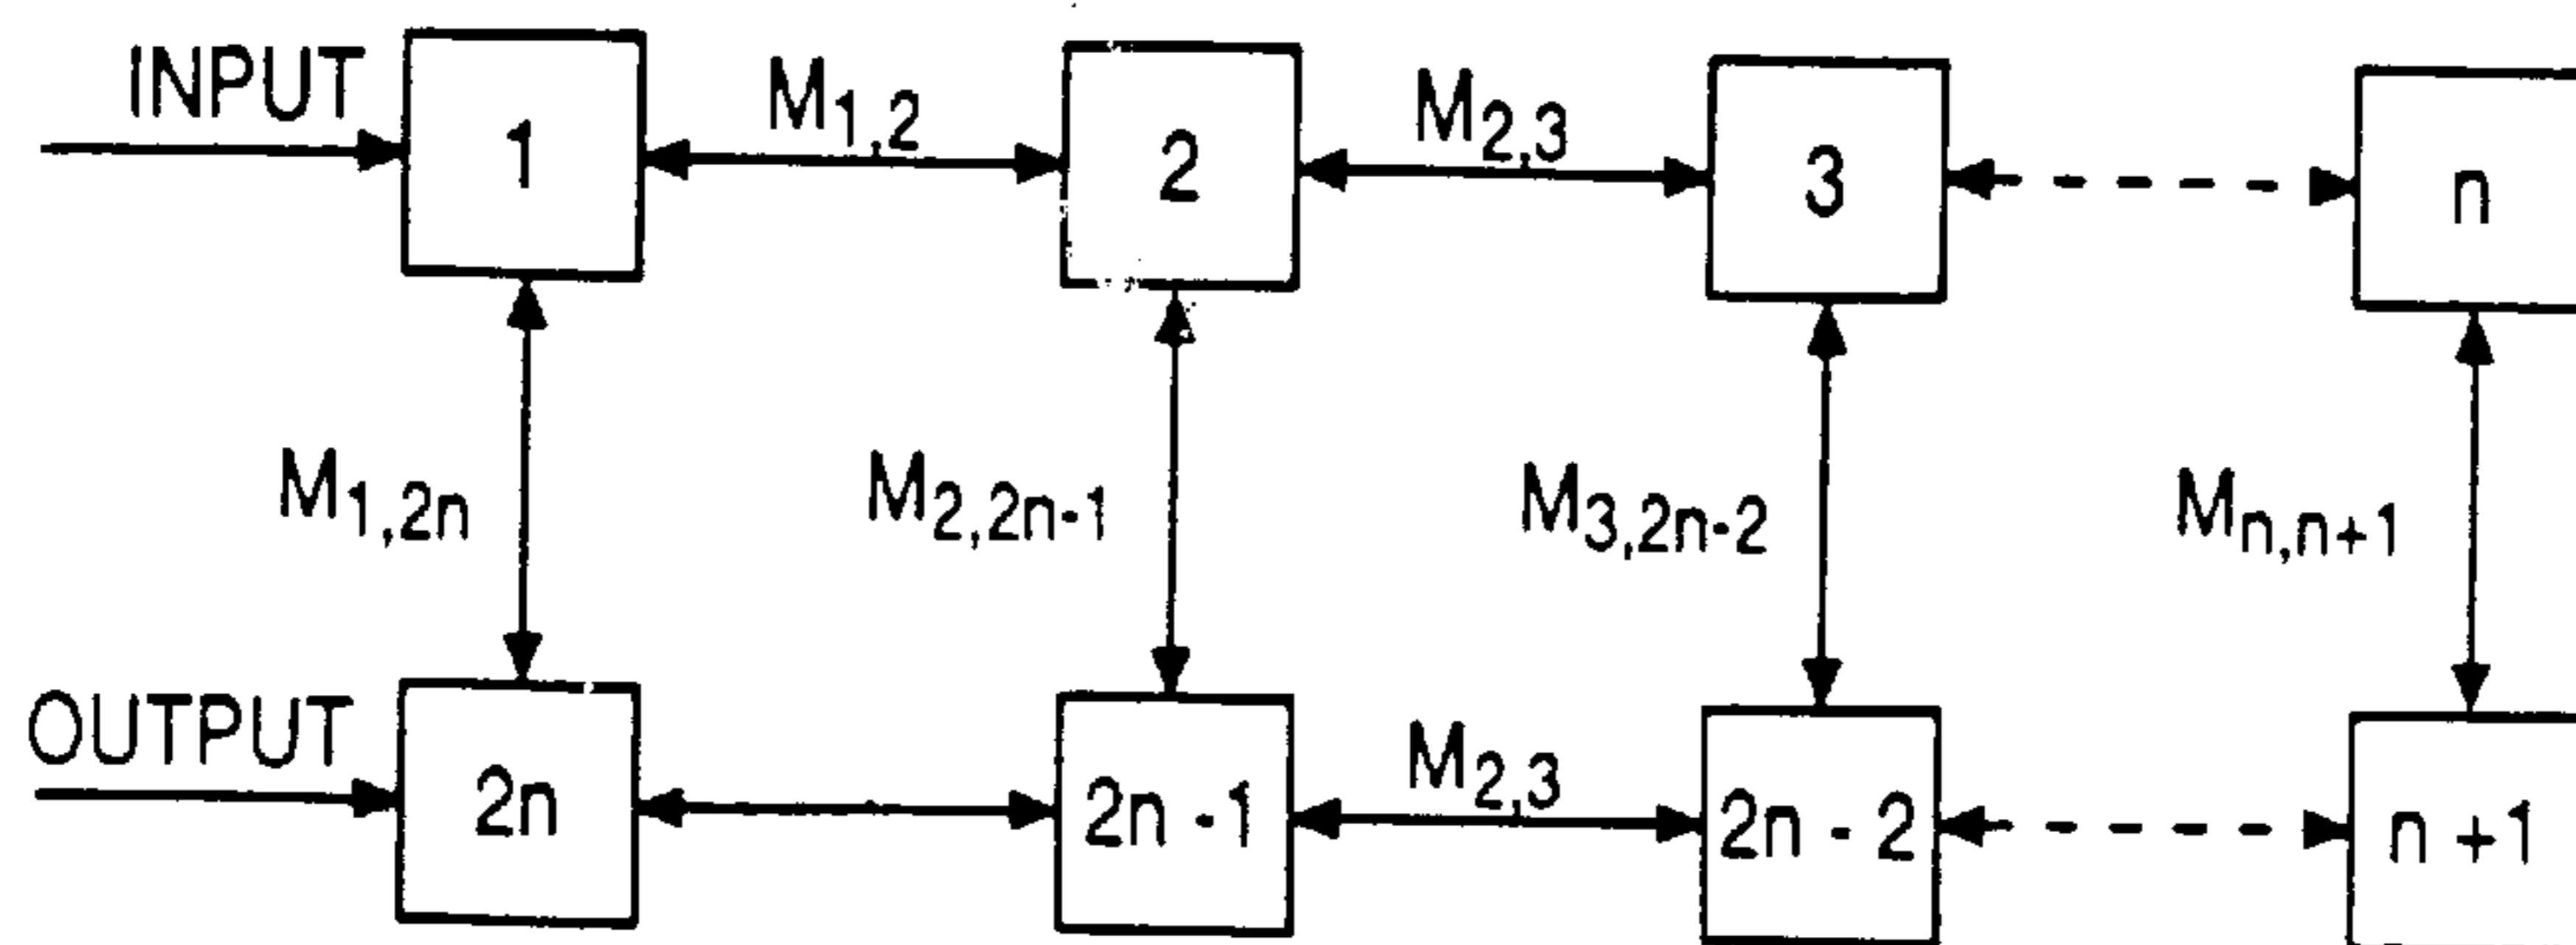 INPUT
1
M1,2
2
M2,3
3
n
M1,2n
M2,2n-1
M3,2n-2
Mn,n+1
OUTPUT
2n
2n -1
M2,3
2n - 2
n +1